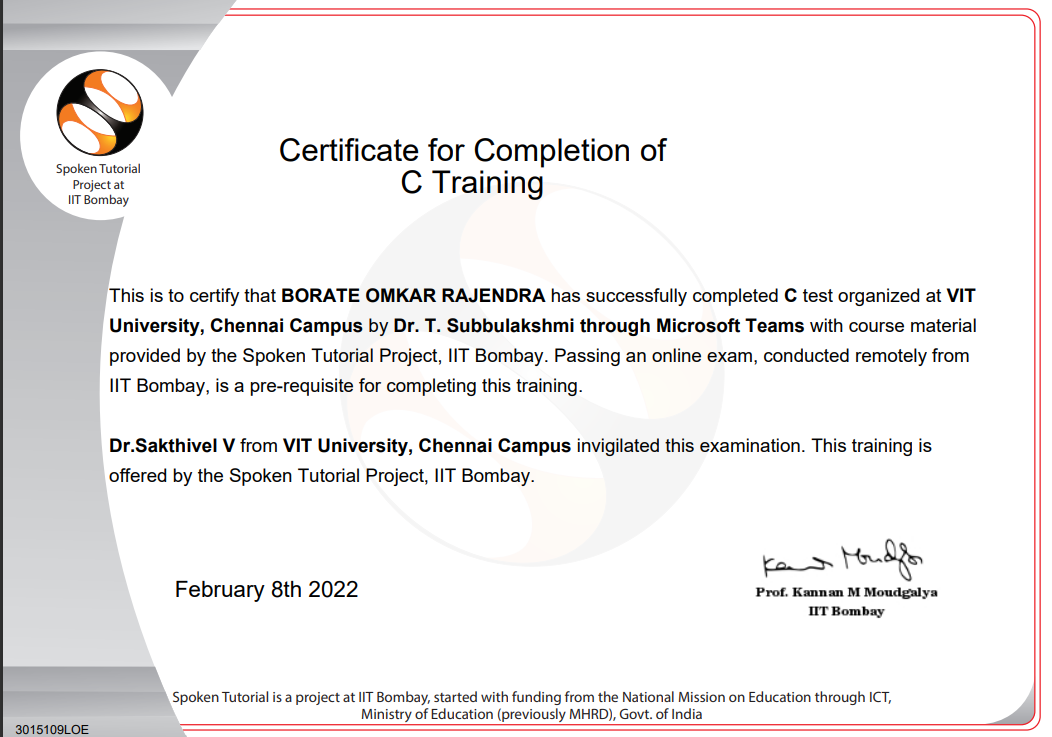 Spoken Tutorial
Project at
IIT Bombay
Certificate for Completion of
C Training
This is to certify that BORATE OMKAR RAJENDRA has successfully completed C test organized at VIT
University, Chennai Campus by Dr. T. Subbulakshmi through Microsoft Teams with course material
provided by the Spoken Tutorial Project, IIT Bombay. Passing an online exam, conducted remotely from
IIT Bombay, is a pre-requisite for completing this training.
Dr.Sakthivel V from VIT University, Chennai Campus invigilated this examination. This training is
offered by the Spoken Tutorial Project, IIT Bombay.
February 8th 2022
Prof. Kannan M Moudgalya
IIT Bombay
Spoken Tutorial is a project at IIT Bombay, started with funding from the National Mission on Education through ICT,
Ministry of Education (previously MHRD), Govt. of India
3015109LOE